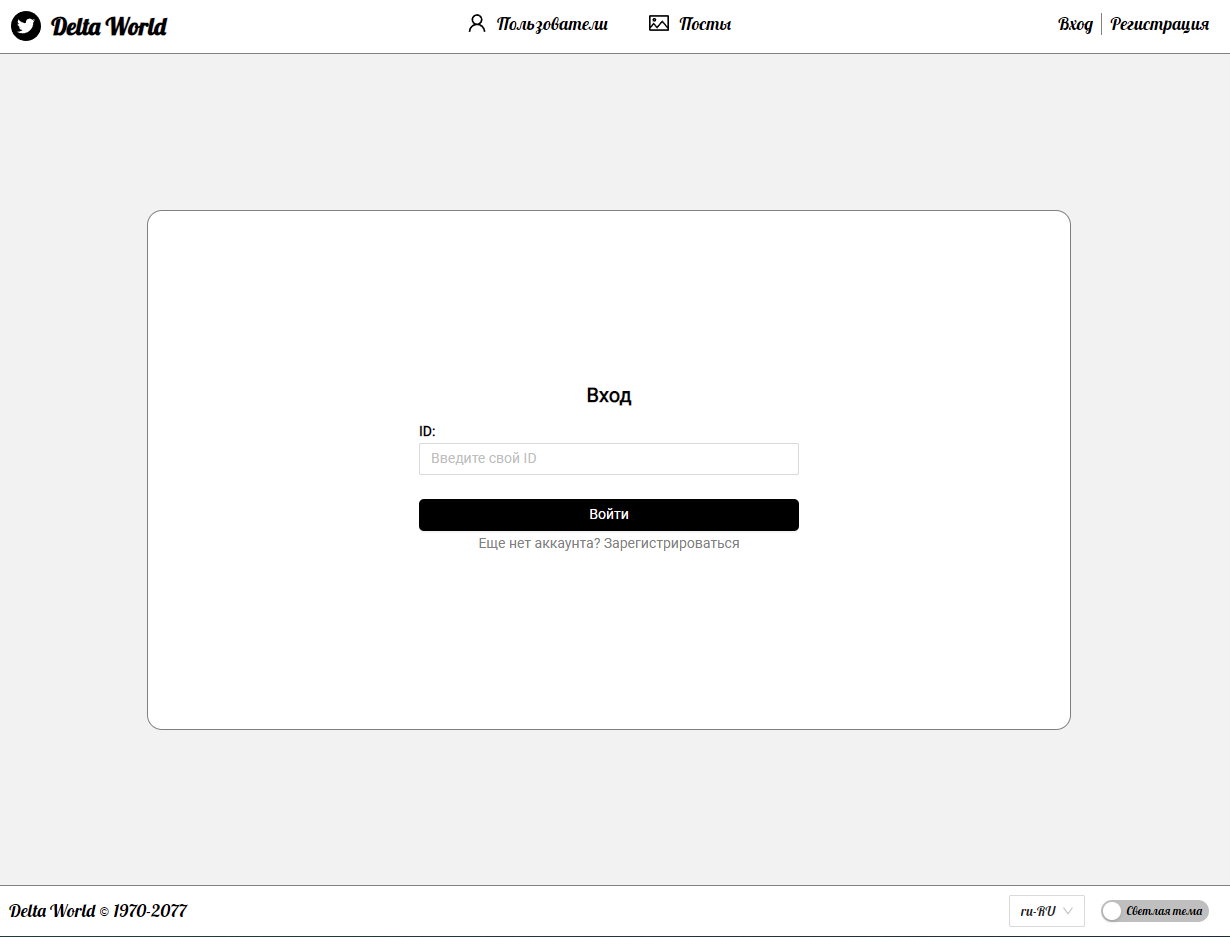 Delta World
Пользователи
Посты
Вход
Регистрация
Вход
ID:
Введите свой ID
Войти
Еще нет аккаунта? Зарегистрироваться
Delta World © 1970-2077
ru-RU
Светлая тема